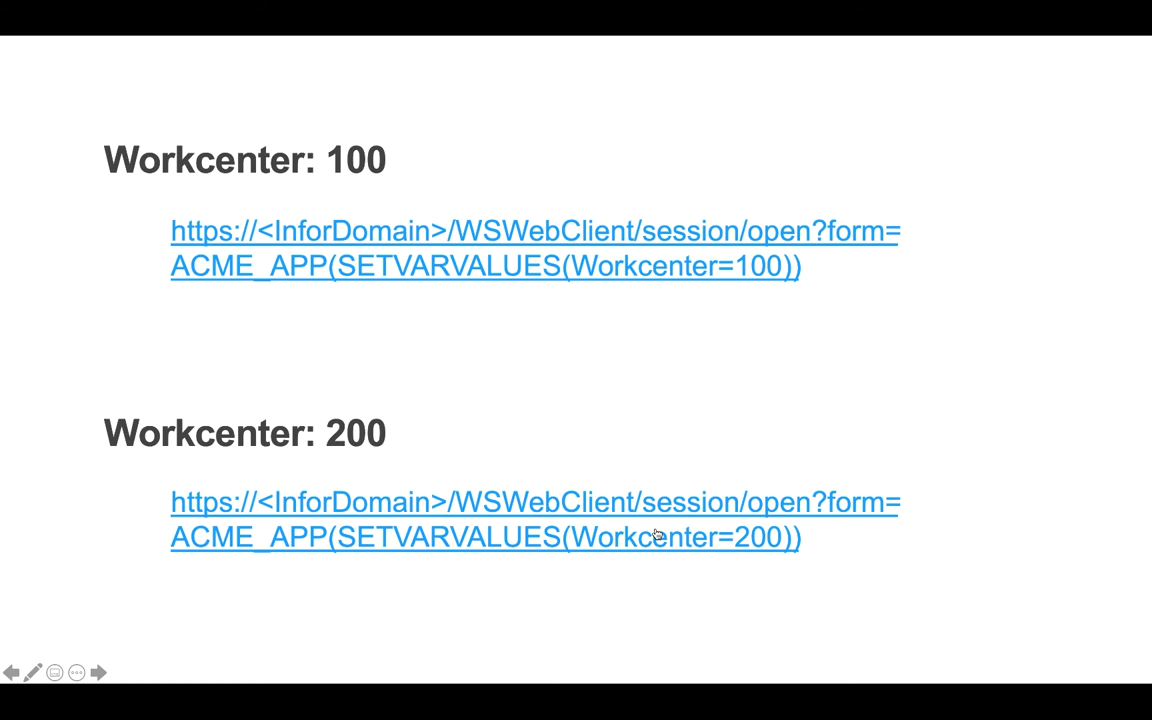 Workcenter: 100
https://<InforDomain>/WSWebClient/session/open?form=
ACME_APP(SETVARVALUES(Workcenter=100))
Workcenter: 200
https://<InforDomain>/WSWebClient/session/open?form=
ACME_APP(SETVARVALUES(Workcenter=200))